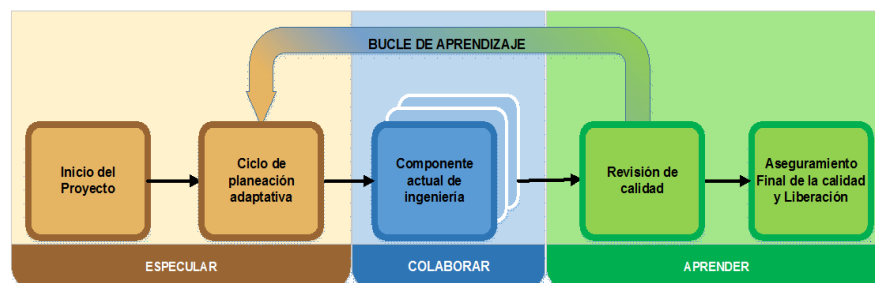 BUCLE DE APRENDIZAJE
Inicio del
Proyecto
Ciclo de
planeación
adaptativa
Componente
actual de
ingeniería
Revisión de
calidad
Aseguramiento
Final de la calidad
y Liberación
ESPECULAR
COLABORAR
APRENDER